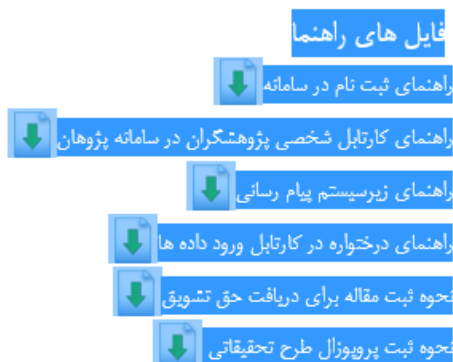 فایل های راهنما
راهنمای ثبت نام در سامانه
راهنمای کارتابل شخصی پژوهشگران در سامانه پژوهان
راهنمای زیرسیستم پیام رسانی
راهنمای درختواره در کارتابل ورود داده ها
نحوه ثبت مقاله برای دریافت حق تشویق
نحوه ثبت پروپوزال طرح تحقیقاتی